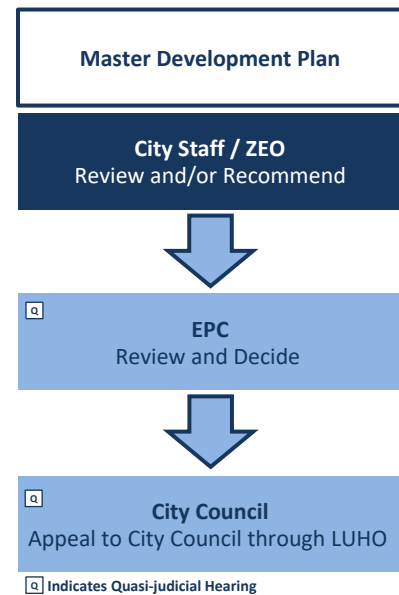 Master Development Plan
City Staff / ZEO
Review and/or Recommend
Q
EPC
Review and Decide
Q
City Council
Appeal to City Council through LUHO
Q Indicates Quasi-judicial Hearing